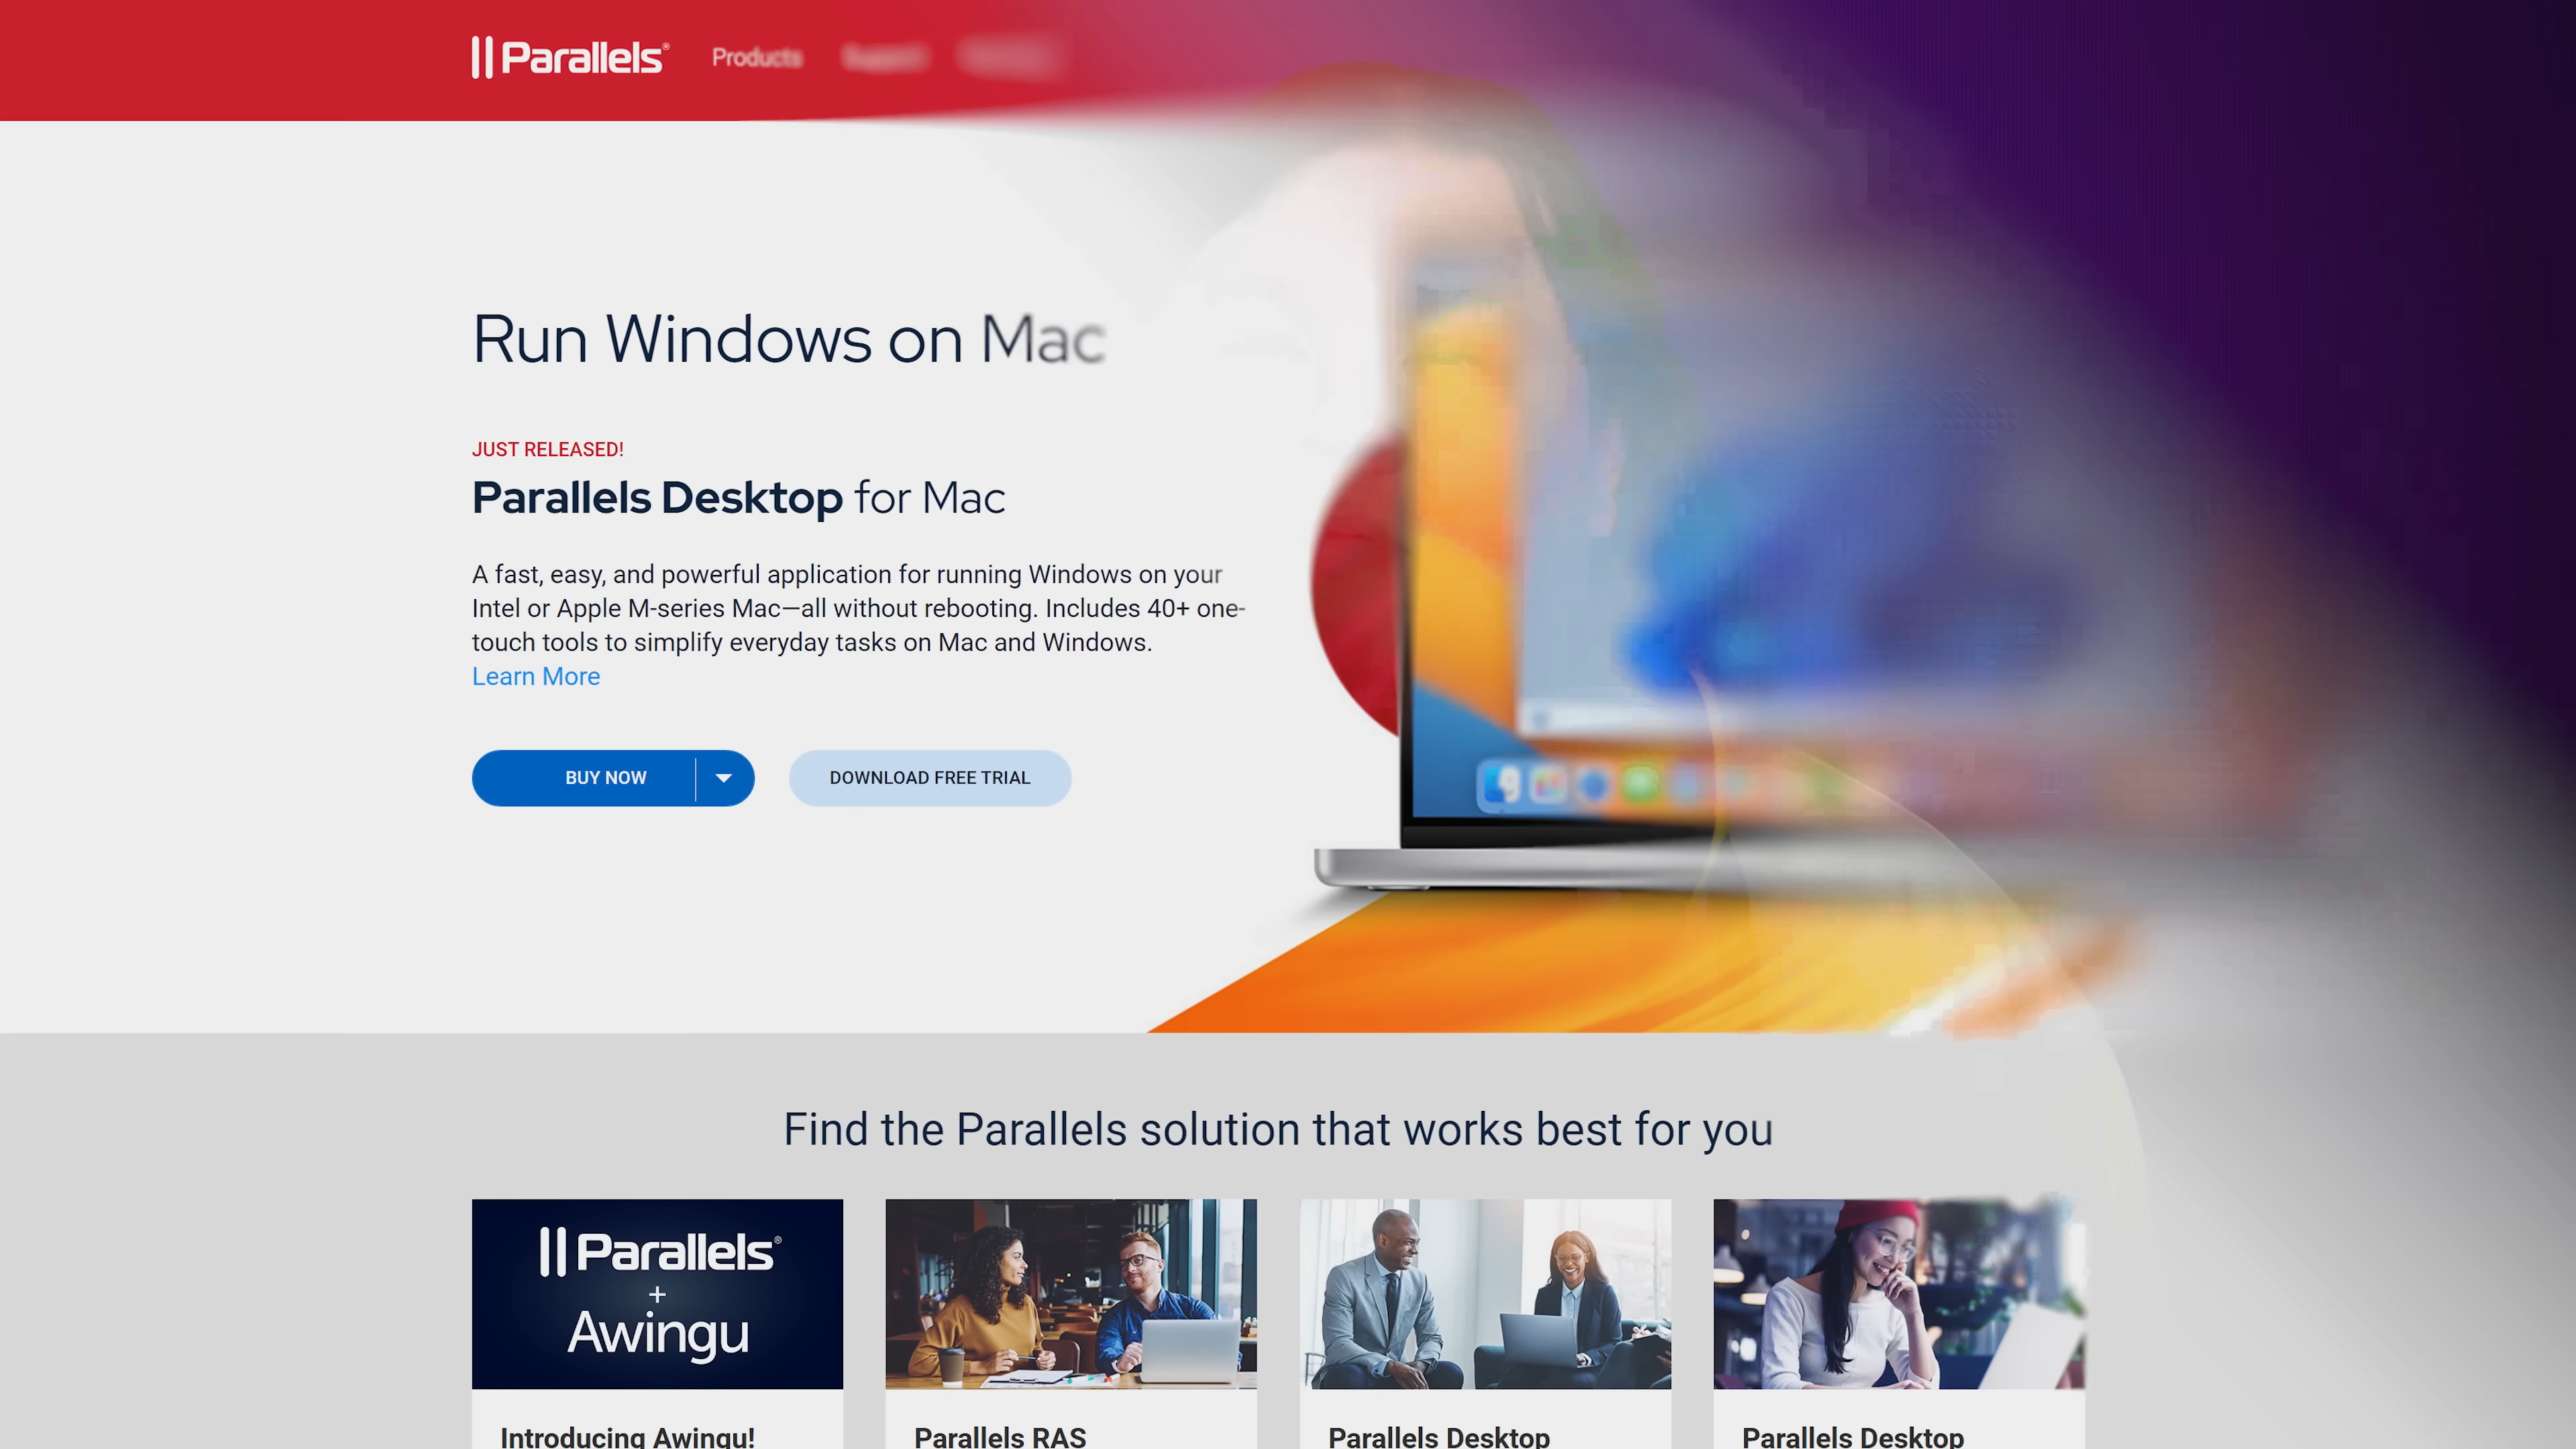 Parallels®
Products
Support
Run Windows on Mac
JUST RELEASED!
Parallels Desktop for Mac
A fast, easy, and powerful application for running Windows on your
Intel or Apple M-series Mac—all without rebooting. Includes 40+ one-
touch tools to simplify everyday tasks on Mac and Windows.
Learn More
BUY NOW
DOWNLOAD FREE TRIAL
Find the Parallels solution that works best for you
Parallels®
+
Awingu
Introducing Awingu!
Parallels RAS
Parallels Desktop
Parallels Desktop